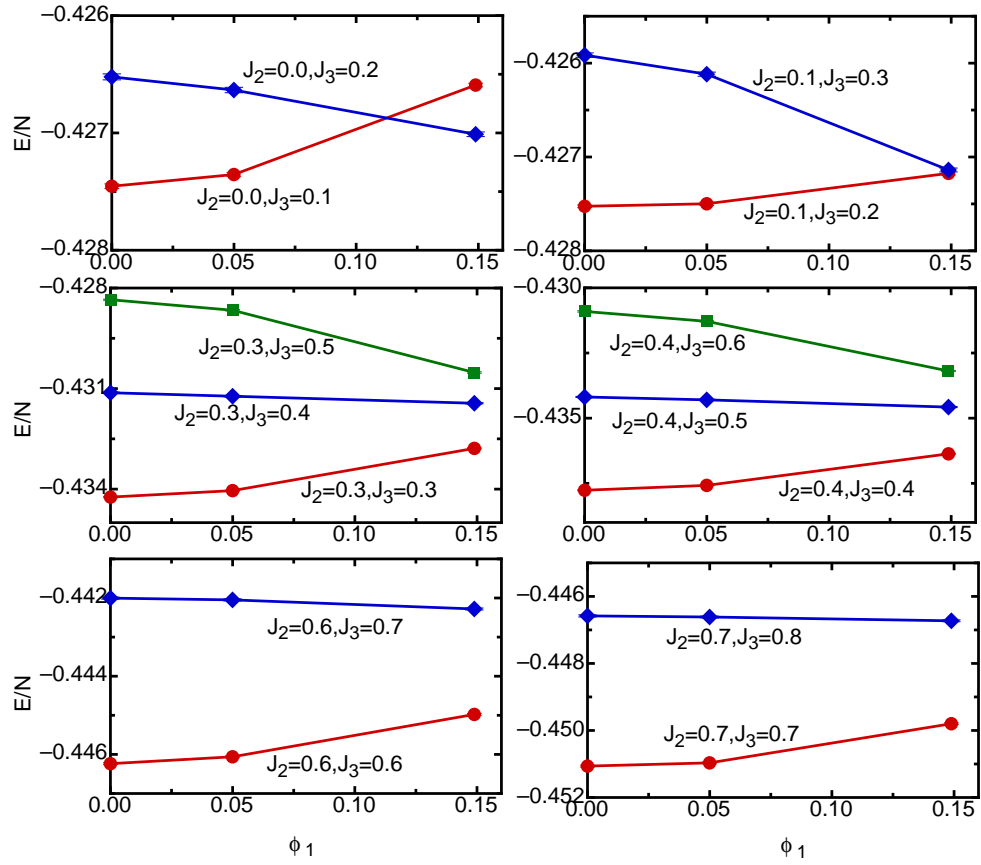 −0.426
−0.427
−0.428
E/N
J2=0.0,J3=0.2
J2=0.0,J3=0.1
0.00 0.05 0.10 0.15
−0.426
−0.427
−0.428
J2=0.1,J3=0.3
J2=0.1,J3=0.2
0.00 0.05 0.10 0.15
−0.428
−0.431
−0.434
E/N
J2=0.3,J3=0.5
J2=0.3,J3=0.4
J2=0.3,J3=0.3
0.00 0.05 0.10 0.15
−0.430
−0.435
J2=0.4,J3=0.6
J2=0.4,J3=0.5
J2=0.4,J3=0.4
0.00 0.05 0.10 0.15
−0.442
−0.444
−0.446
E/N
J2=0.6,J3=0.7
J2=0.6,J3=0.6
0.00 0.05 0.10 0.15
ϕ1
−0.446
−0.448
−0.450
−0.452
J2=0.7,J3=0.8
J2=0.7,J3=0.7
0.00 0.05 0.10 0.15
ϕ1